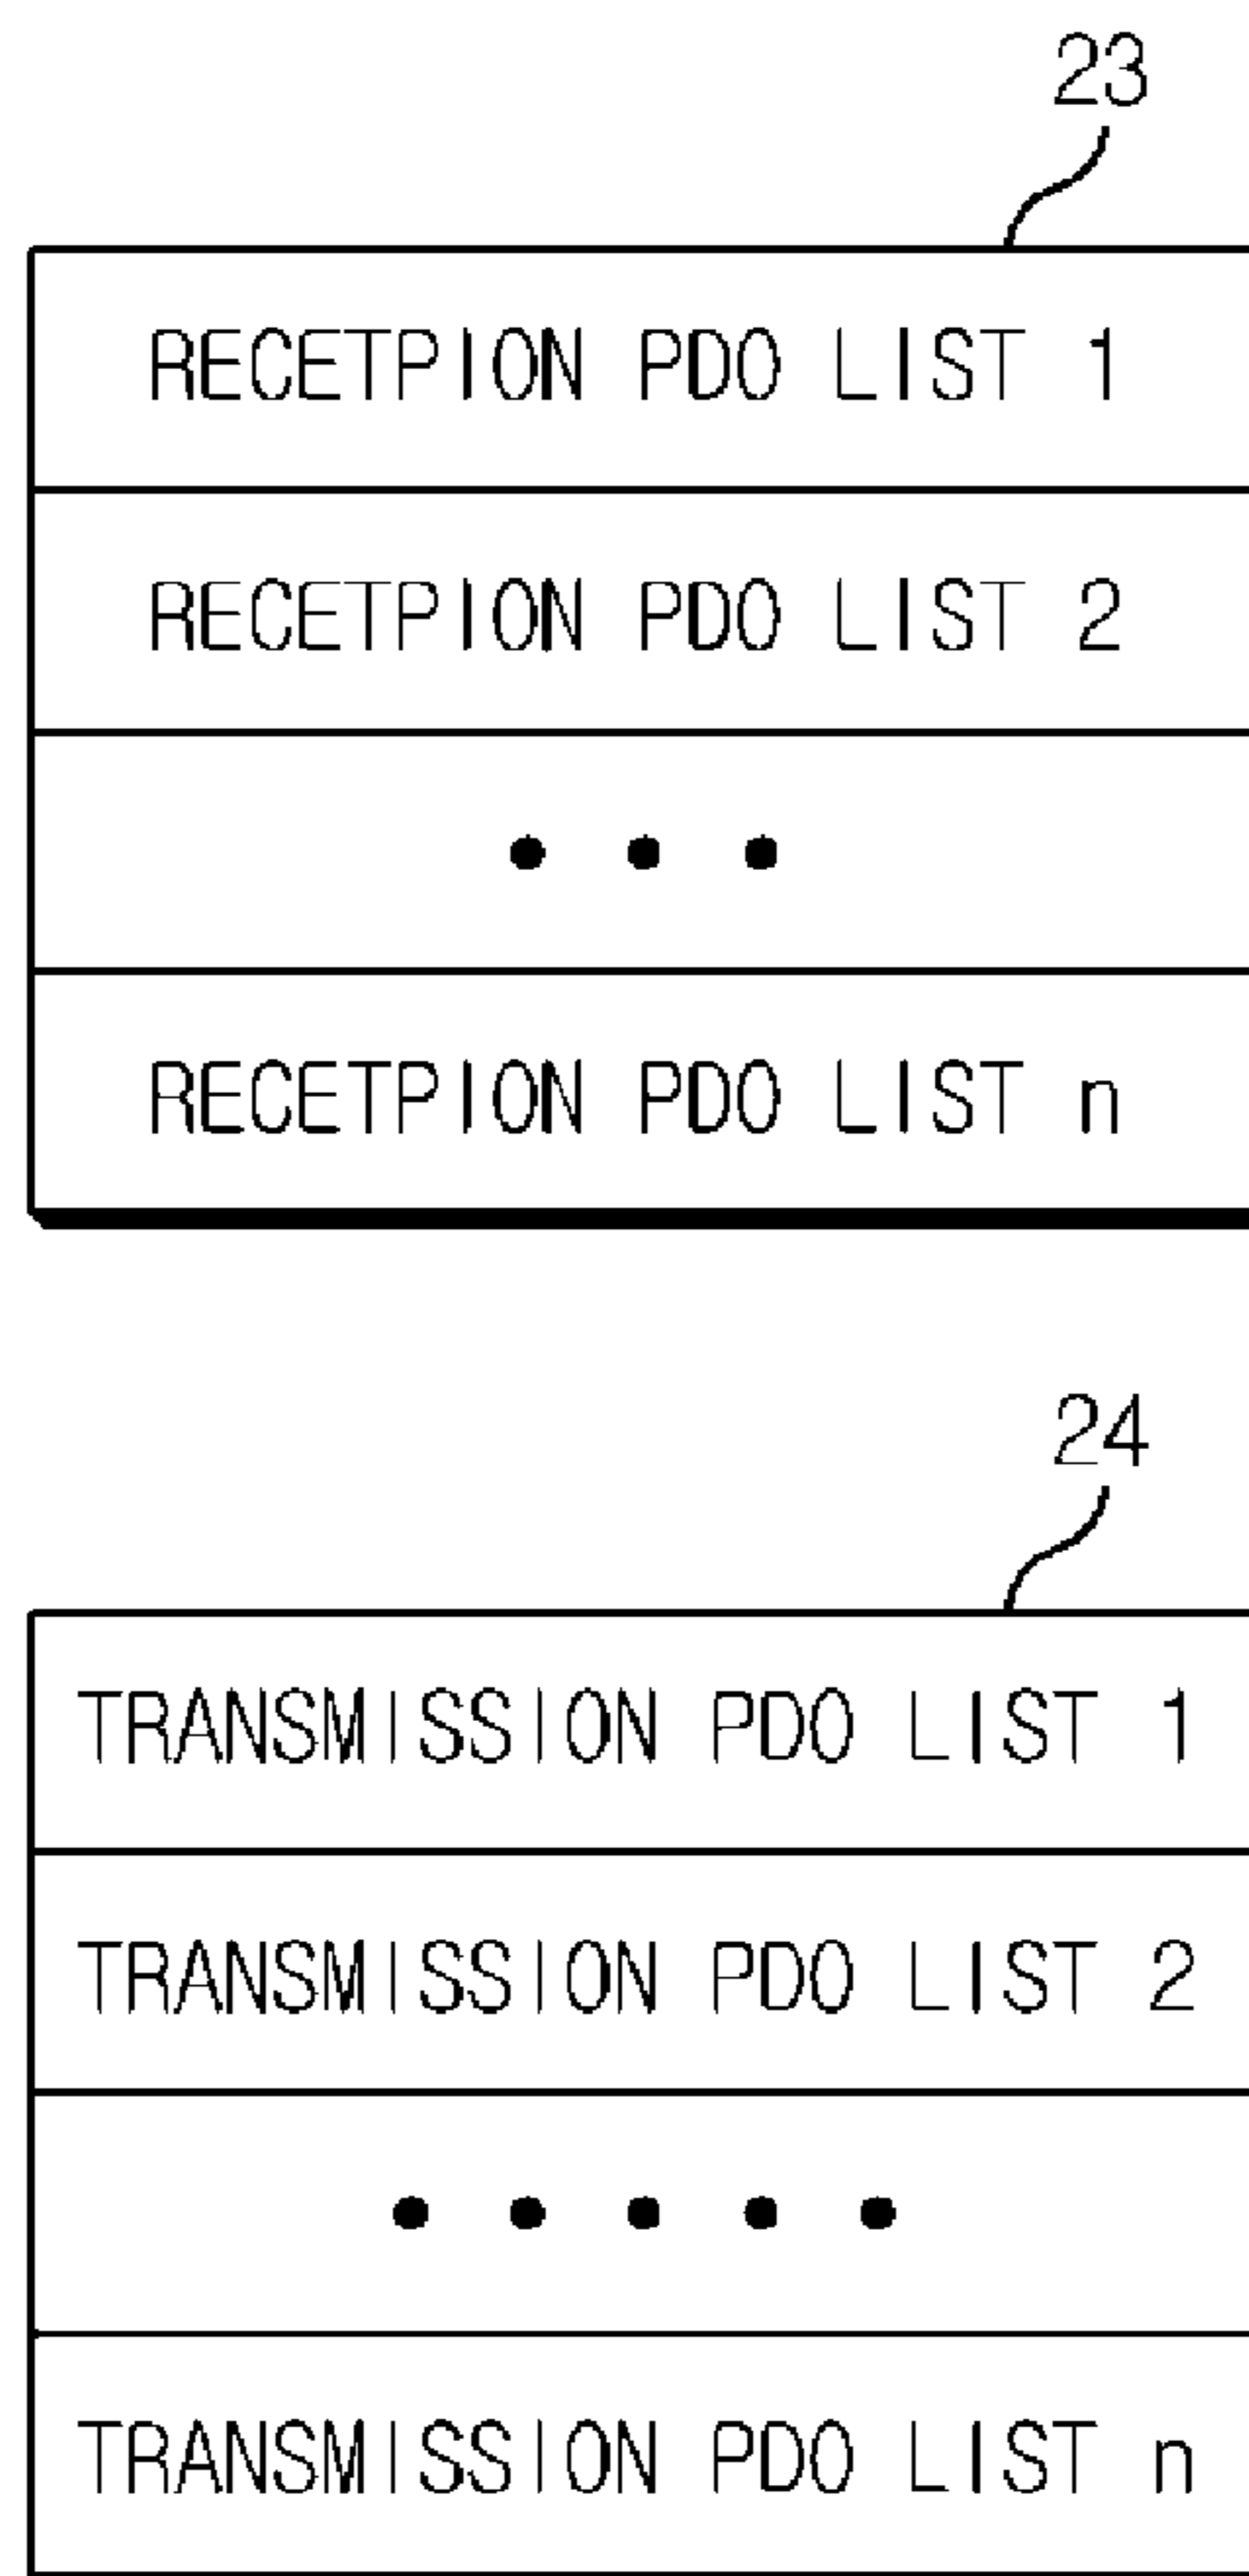 23
RECETPION PDO LIST 1
RECETPION PDO LIST 2
• • •
RECETPION PDO LIST n
24
TRANSMISSION PDO LIST 1
TRANSMISSION PDO LIST 2
• • • • •
TRANSMISSION PDO LIST n